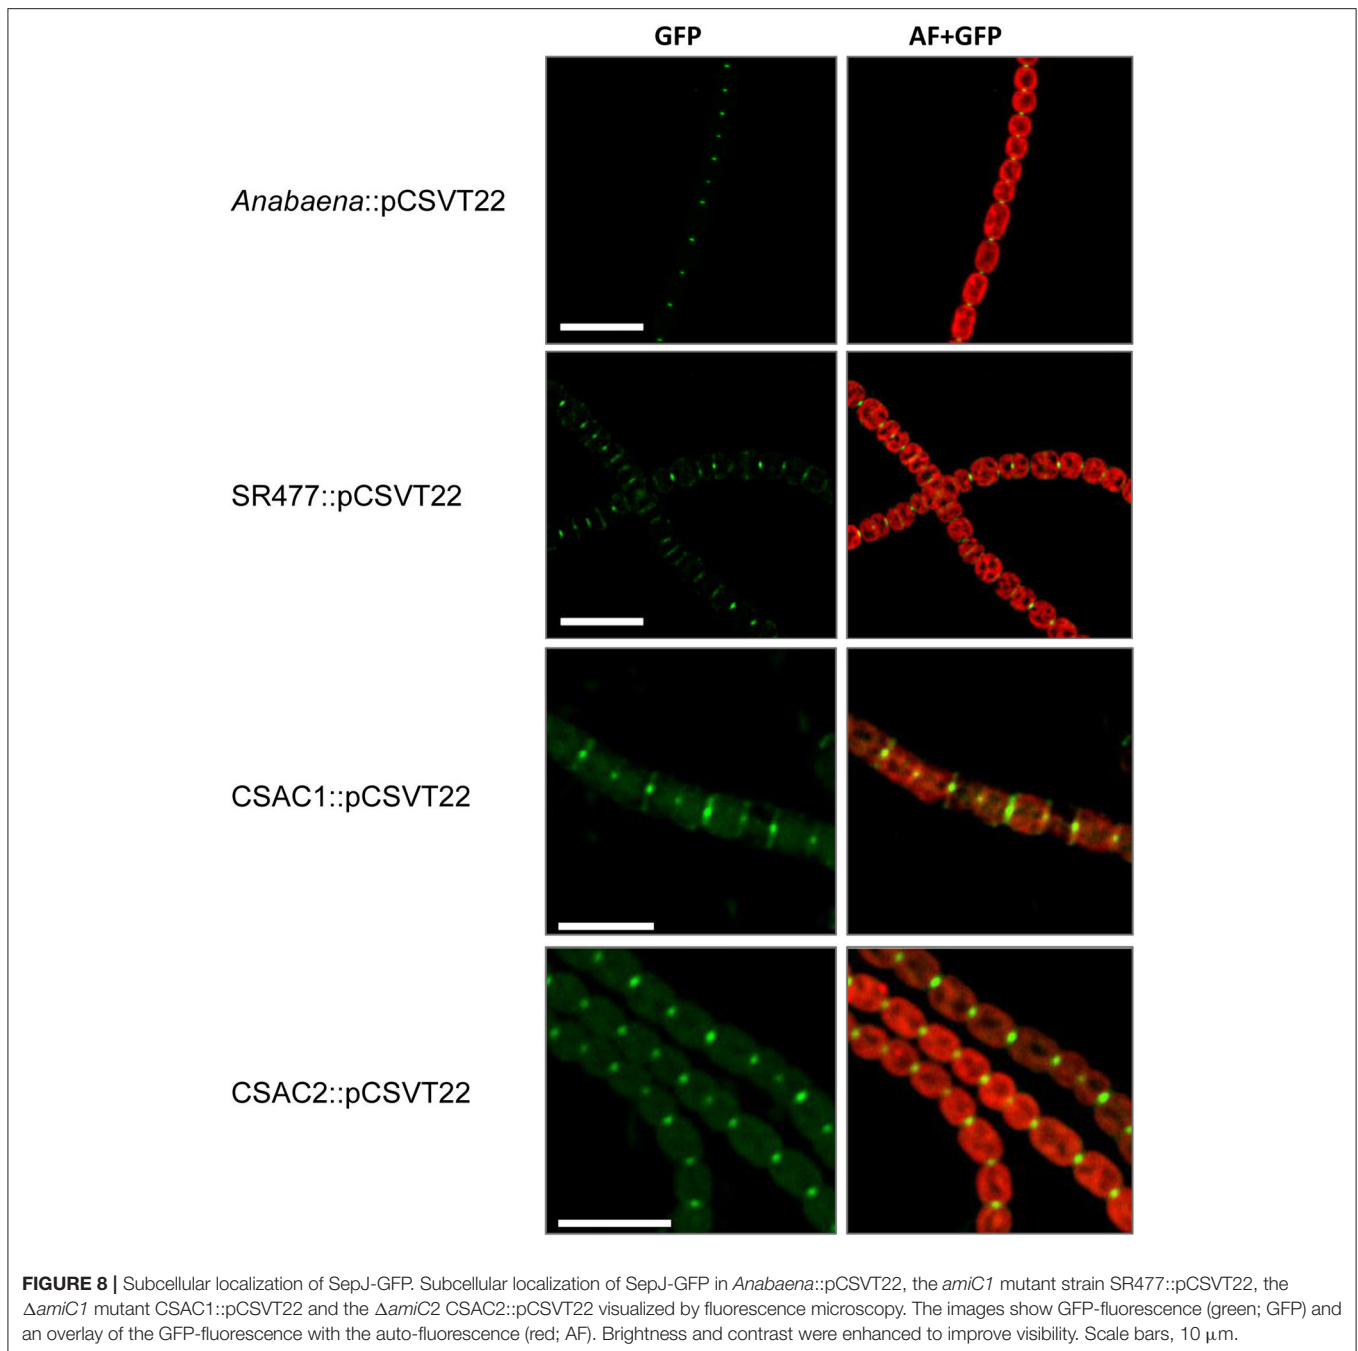 GFP AF+GFP
Anabaena::pCSVT22
SR477::pCSVT22
CSAC1::pCSVT22
CSAC2::pCSVT22
FIGURE 8 | Subcellular localization of SepJ-GFP. Subcellular localization of SepJ-GFP in Anabaena::pCSVT22, the amiC1 mutant strain SR477::pCSVT22, the
ΔamiC1 mutant CSAC1::pCSVT22 and the ΔamiC2 CSAC2::pCSVT22 visualized by fluorescence microscopy. The images show GFP-fluorescence (green; GFP) and
an overlay of the GFP-fluorescence with the auto-fluorescence (red; AF). Brightness and contrast were enhanced to improve visibility. Scale bars, 10 μm.